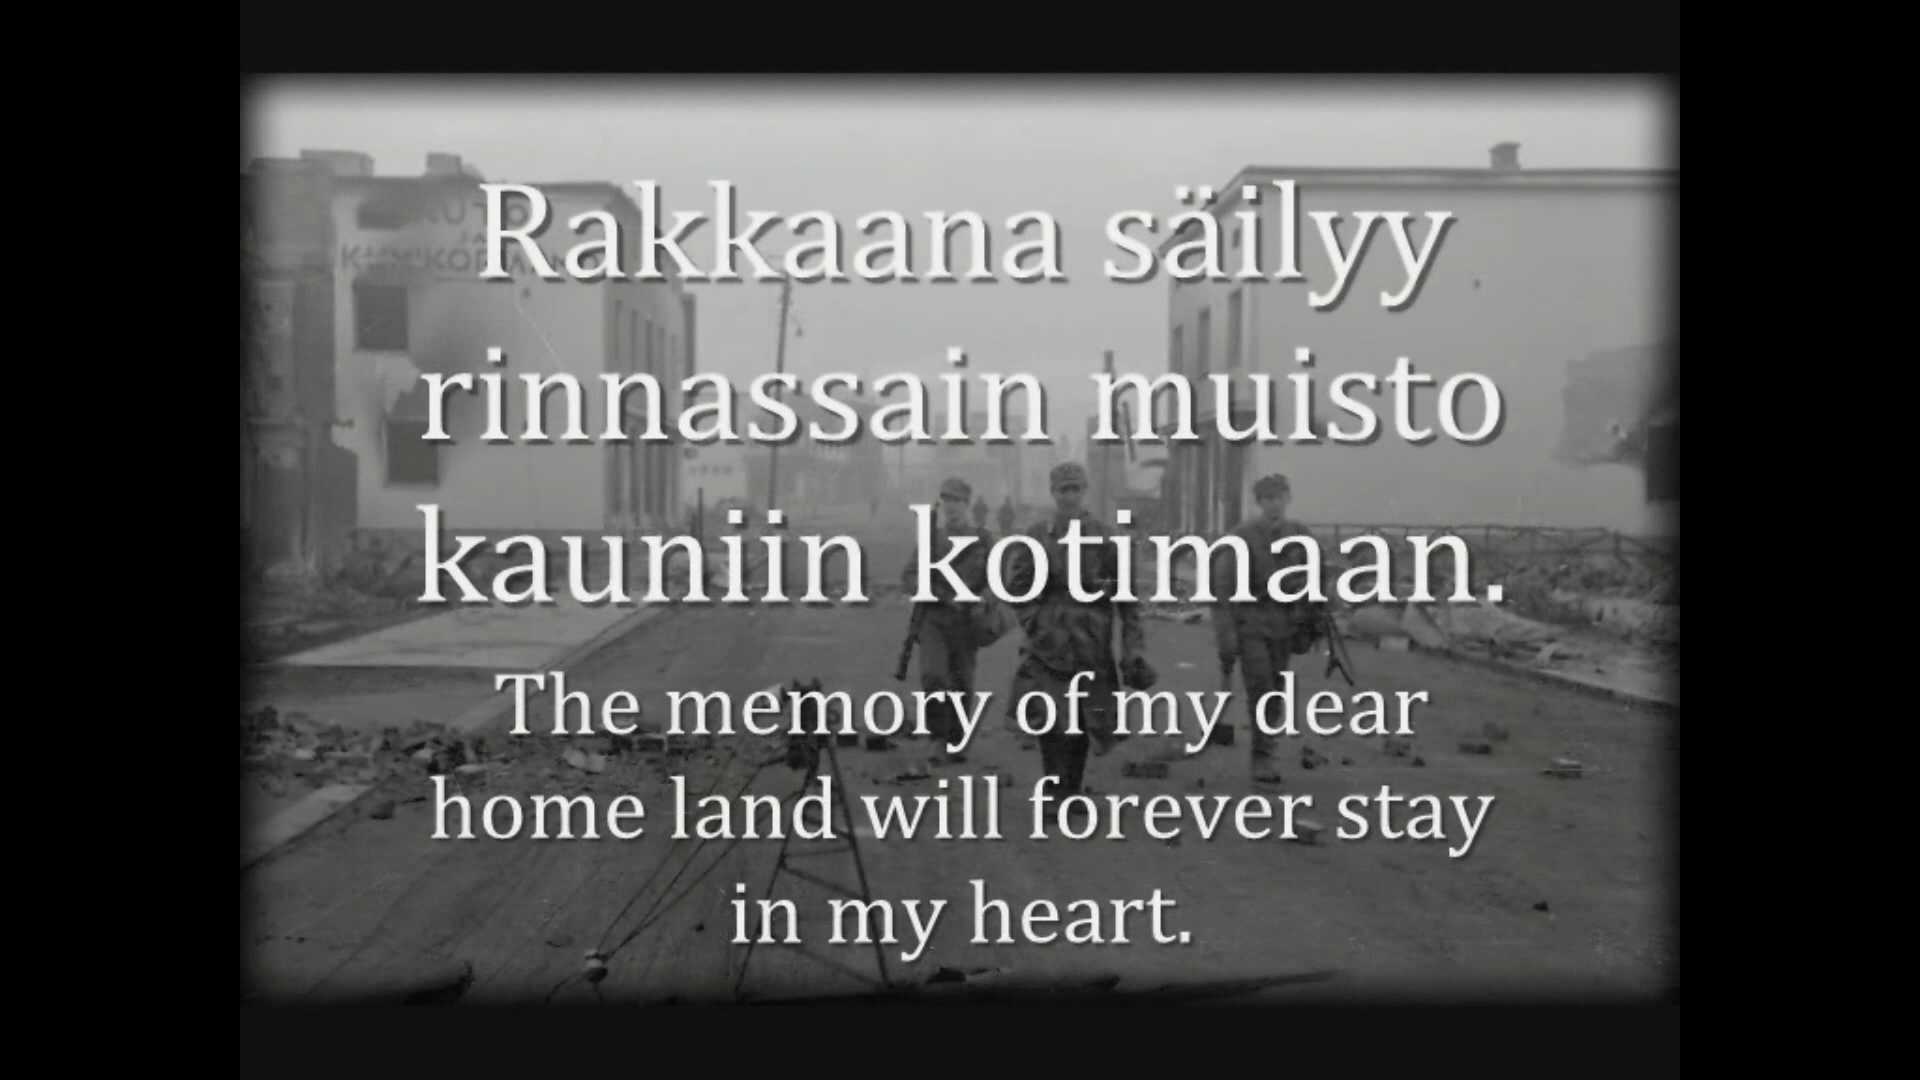 Rakkaana säilyy
rinnassain muisto
kauniin kotimaan.
The memory of my dear
home land will forever stay
in my heart.